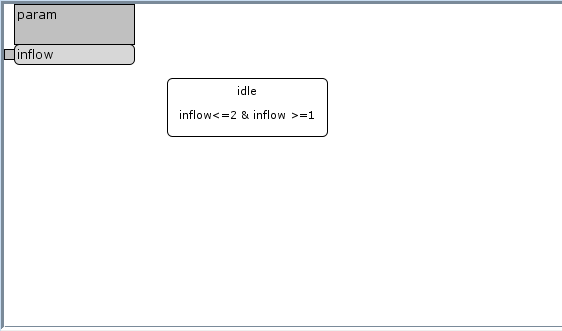 param
inflow
idle
inflow<=2 & inflow >=1